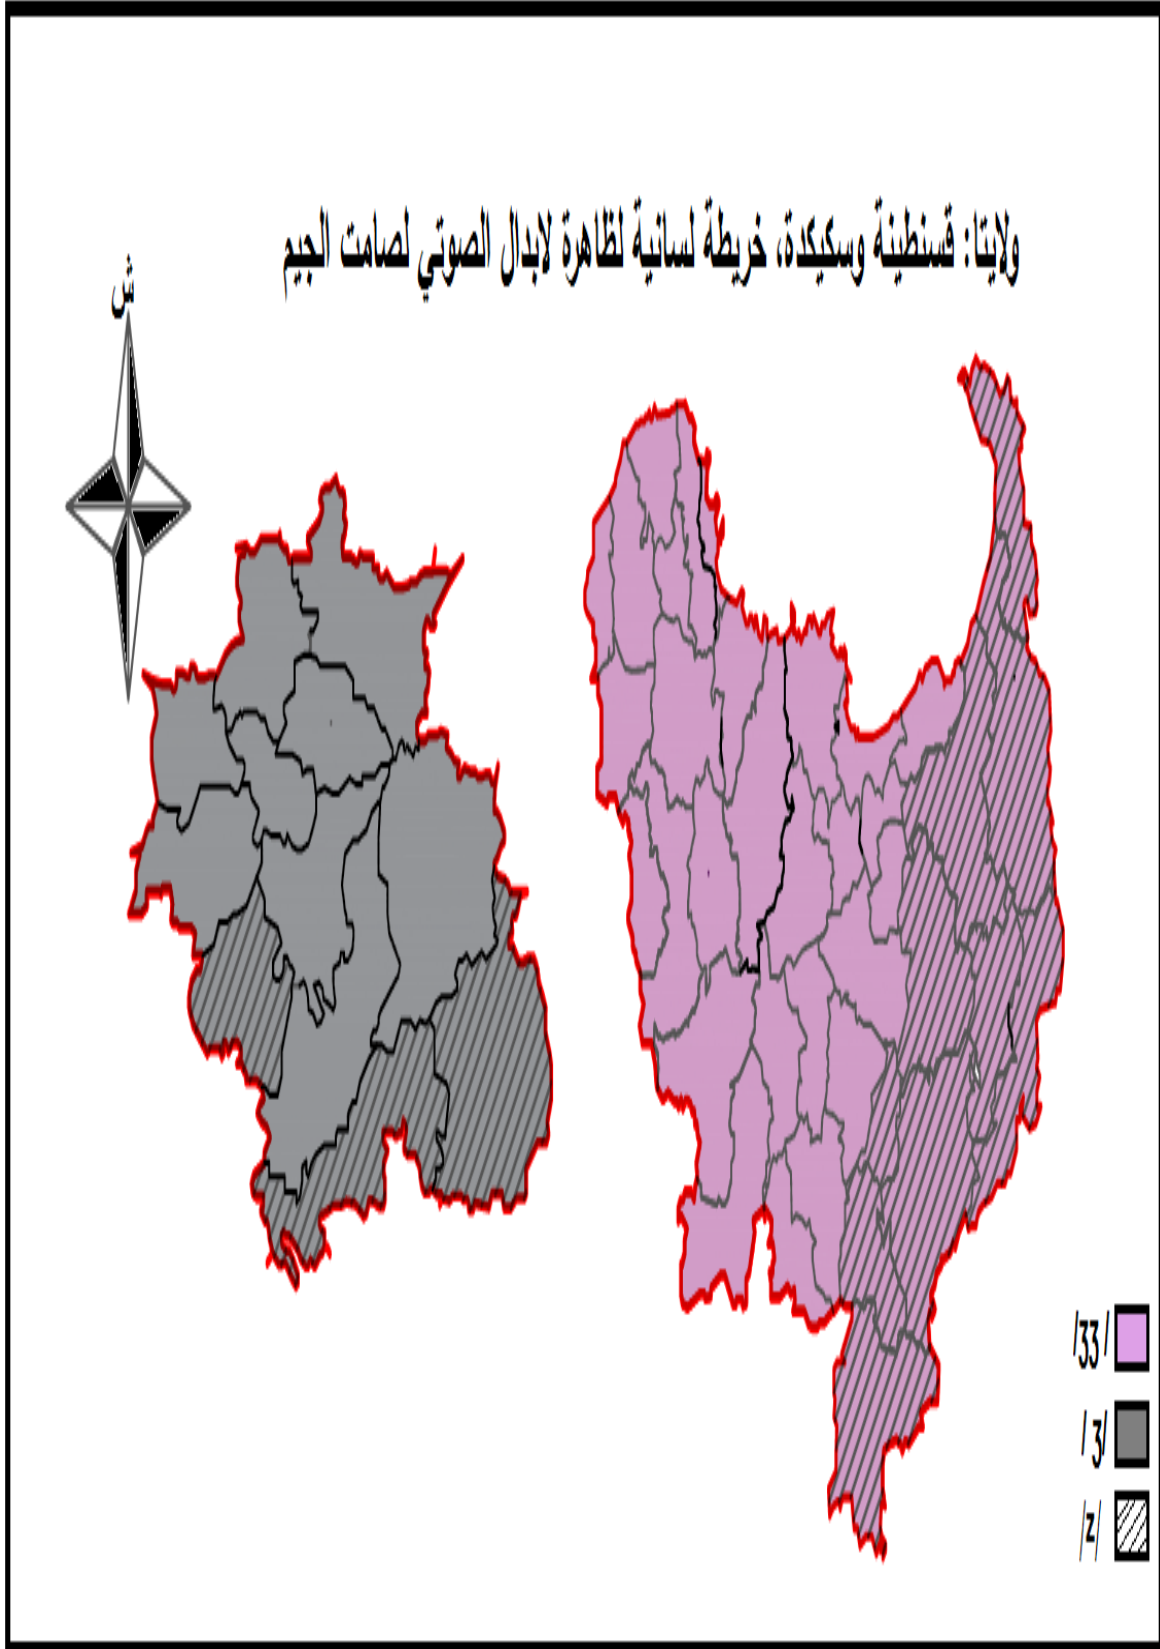 ولايتا: قسنطينة وسكيكدة، خريطة لسانية لظاهرة لابدال الصوتي لصامت الجيم
ش
/ʒʒ/
/ʒ/
/z/